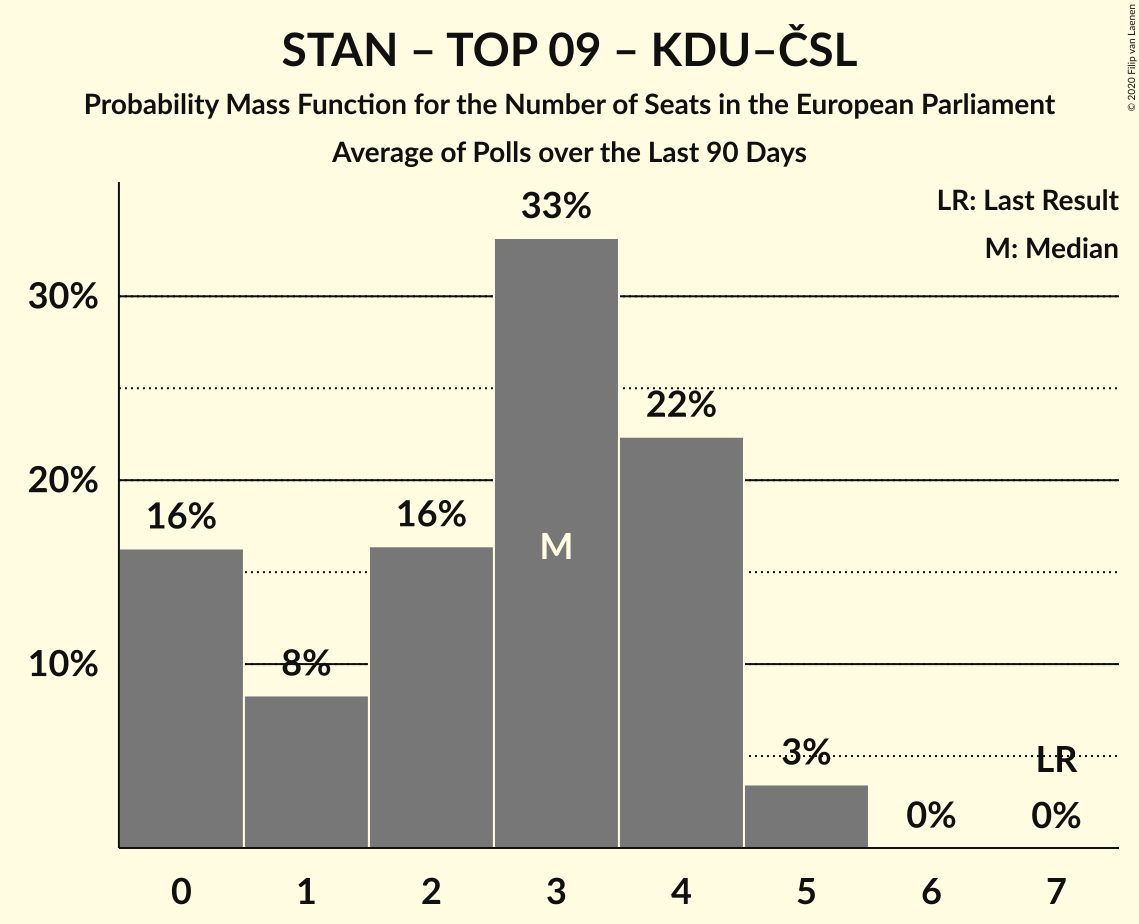 STAN – TOP 09 – KDU–ČSL
Probability Mass Function for the Number of Seats in the European Parliament
Average of Polls over the Last 90 Days
© 2020 Filip van Laenen
LR: Last Result
M: Median
33%
30%
22%
20%
16%
16%
M
10%
8%
3%
LR
0%
0%
0 1 2 3 4 5 6 7